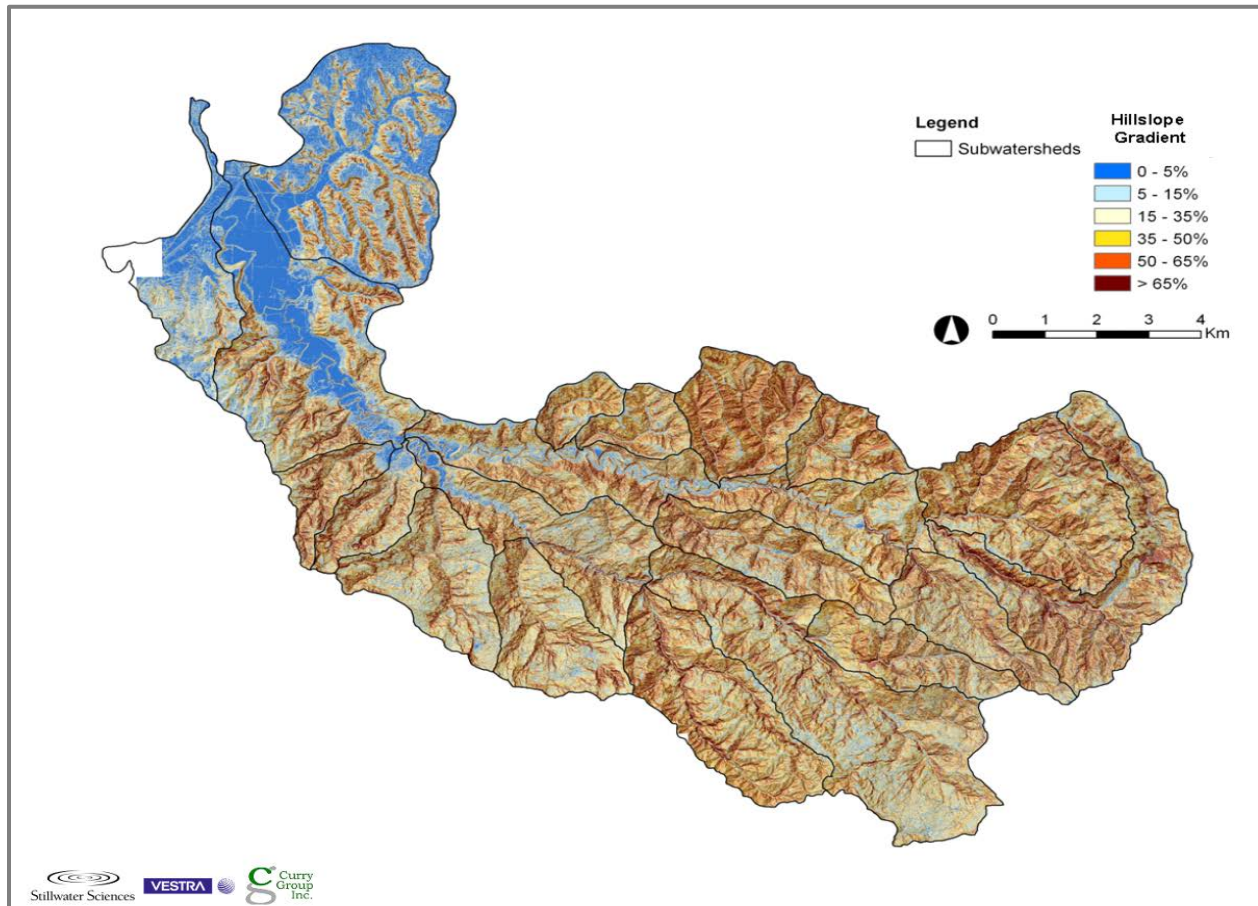 Legend
Subwatersheds
Hillslope
Gradient
0 - 5%
5 - 15%
15 - 35%
35 - 50%
50 - 65%
> 65%
0 1 2 3 4
Km
Stillwater Sciences
VESTRA
Curry
Group
Inc.